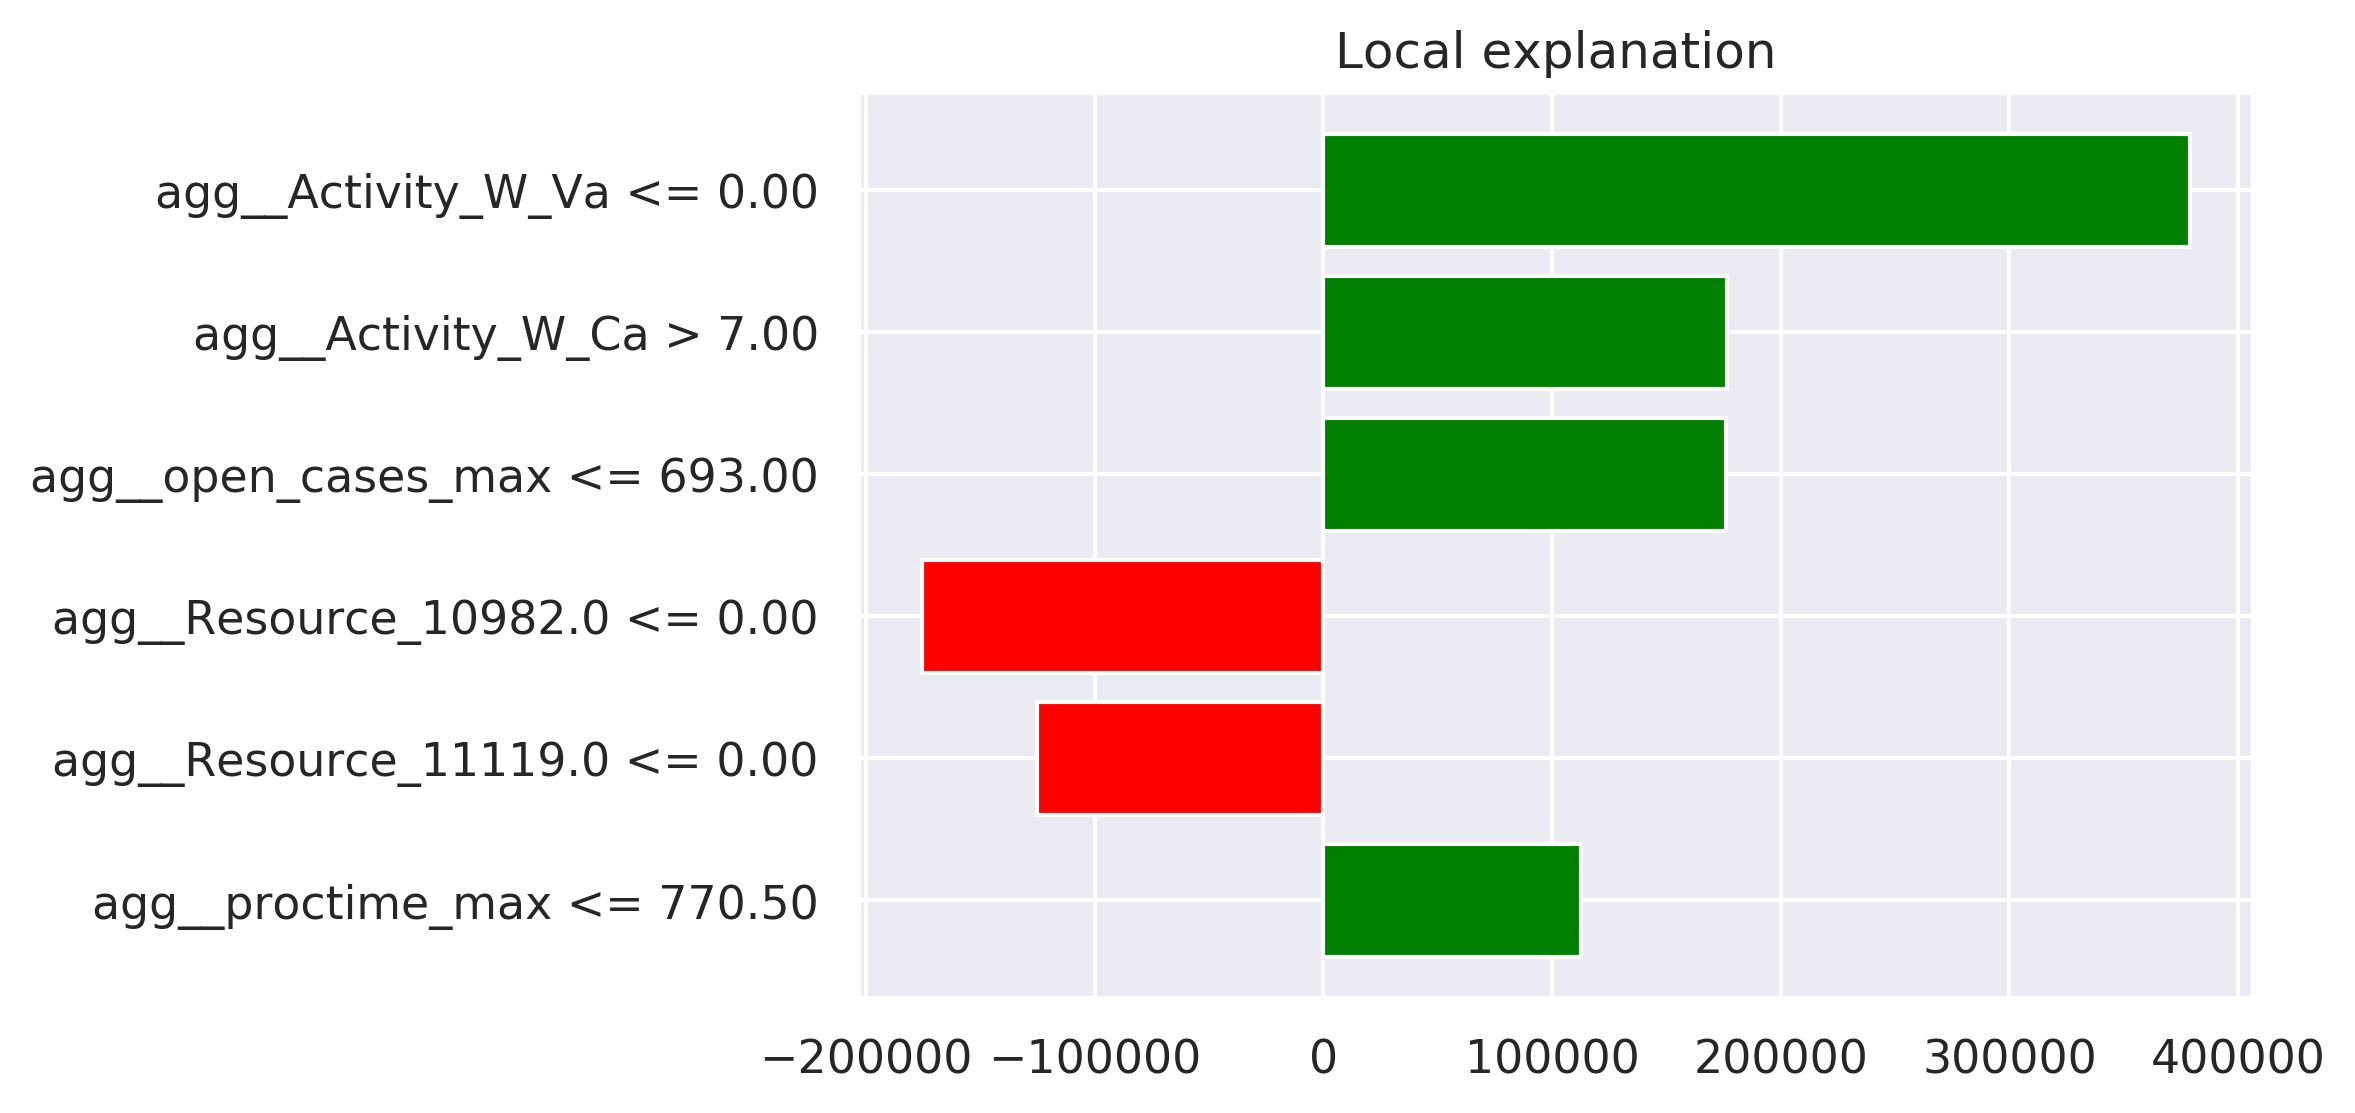 Local explanation
agg__Activity_W_Va <= 0.00
agg__Activity_W_Ca > 7.00
agg__open_cases_max <= 693.00
agg__Resource_10982.0 <= 0.00
agg__Resource_11119.0 <= 0.00
agg__proctime_max <= 770.50
−200000 −100000 0 100000 200000 300000 400000